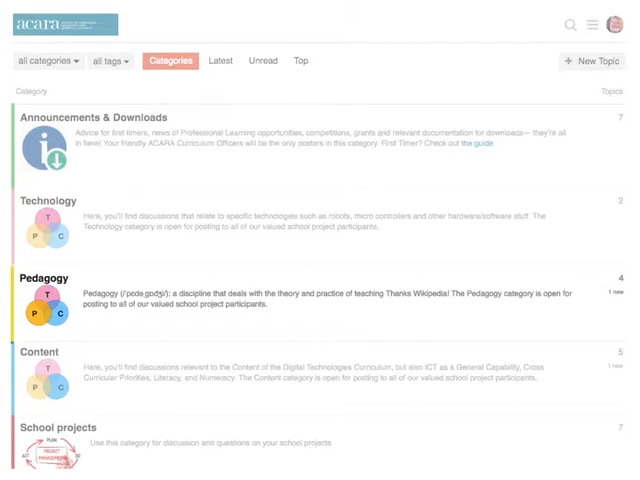 acara
all categories
all tags
Categories
Latest
Unread
Top
+ New Topic
Category
Topics
Announcements & Downloads
7
Advice for first timers, news of Professional Learning opportunities, competitions, grants and relevant documentation for downloads— they're all
in here! Your friendly ACARA Curriculum Officers will be the only posters in this category. First Timer? Check out the guide
i
Technology
2
T
P C
Here, you'll find discussions that relate to specific technologies such as robots, micro controllers and other hardware/software stuff. The
Technology category is open for posting to all of our valued school project participants.
Pedagogy
4
1 new
T
P C
Pedagogy (/ˈpɛdəˌɡɒdʒi/): a discipline that deals with the theory and practice of teaching Thanks Wikipedia! The Pedagogy category is open for
posting to all of our valued school project participants.
Content
5
1 new
T
P C
Here, you'll find discussions relevant to the Content of the Digital Technologies Curriculum, but also ICT as a General Capability, Cross
Curricular Priorities, Literacy, and Numeracy. The Content category is open for posting to all of our valued school project participants.
School projects
7
Use this category for discussion and questions on your school projects
PLAN
ACT
PROJECT
MANAGEMENT
DO